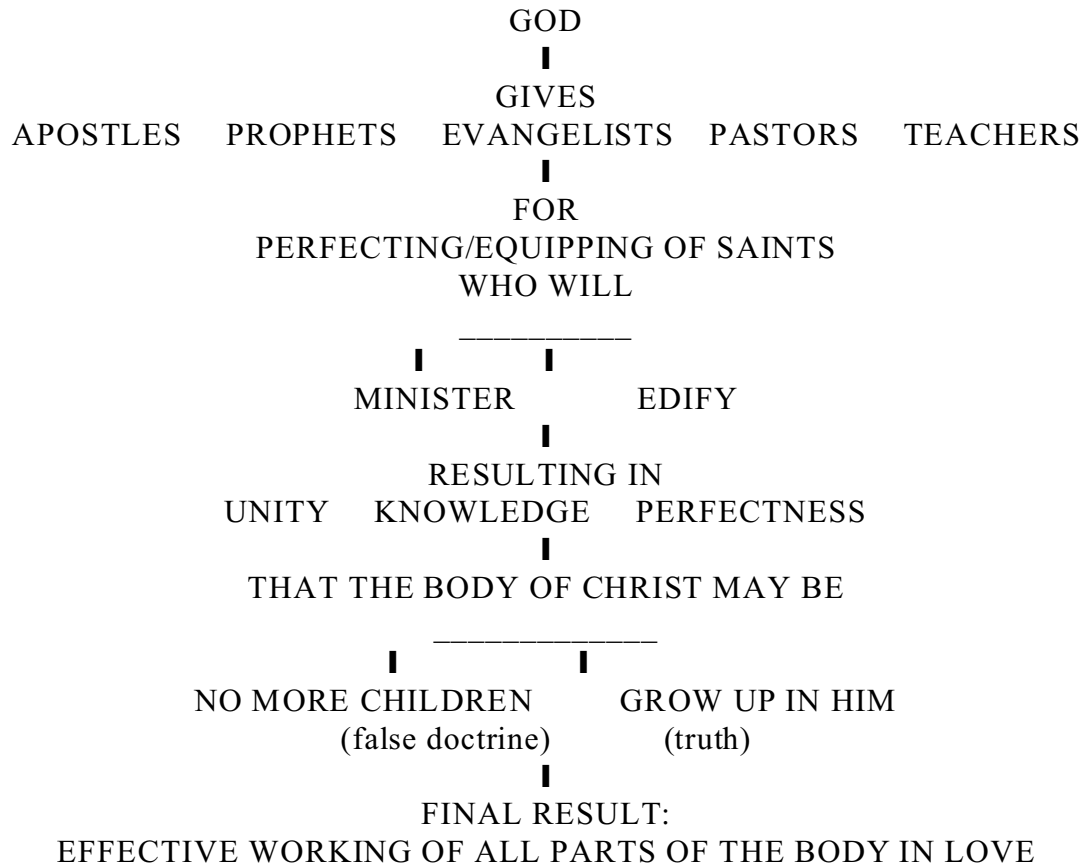 GOD
GIVES
APOSTLES PROPHETS EVANGELISTS PASTORS TEACHERS
FOR
PERFECTING/EQUIPPING OF SAINTS
WHO WILL
__________
MINISTER EDIFY
RESULTING IN
UNITY KNOWLEDGE PERFECTNESS
THAT THE BODY OF CHRIST MAY BE
_____________
NO MORE CHILDREN GROW UP IN HIM
(false doctrine) (truth)
FINAL RESULT:
EFFECTIVE WORKING OF ALL PARTS OF THE BODY IN LOVE